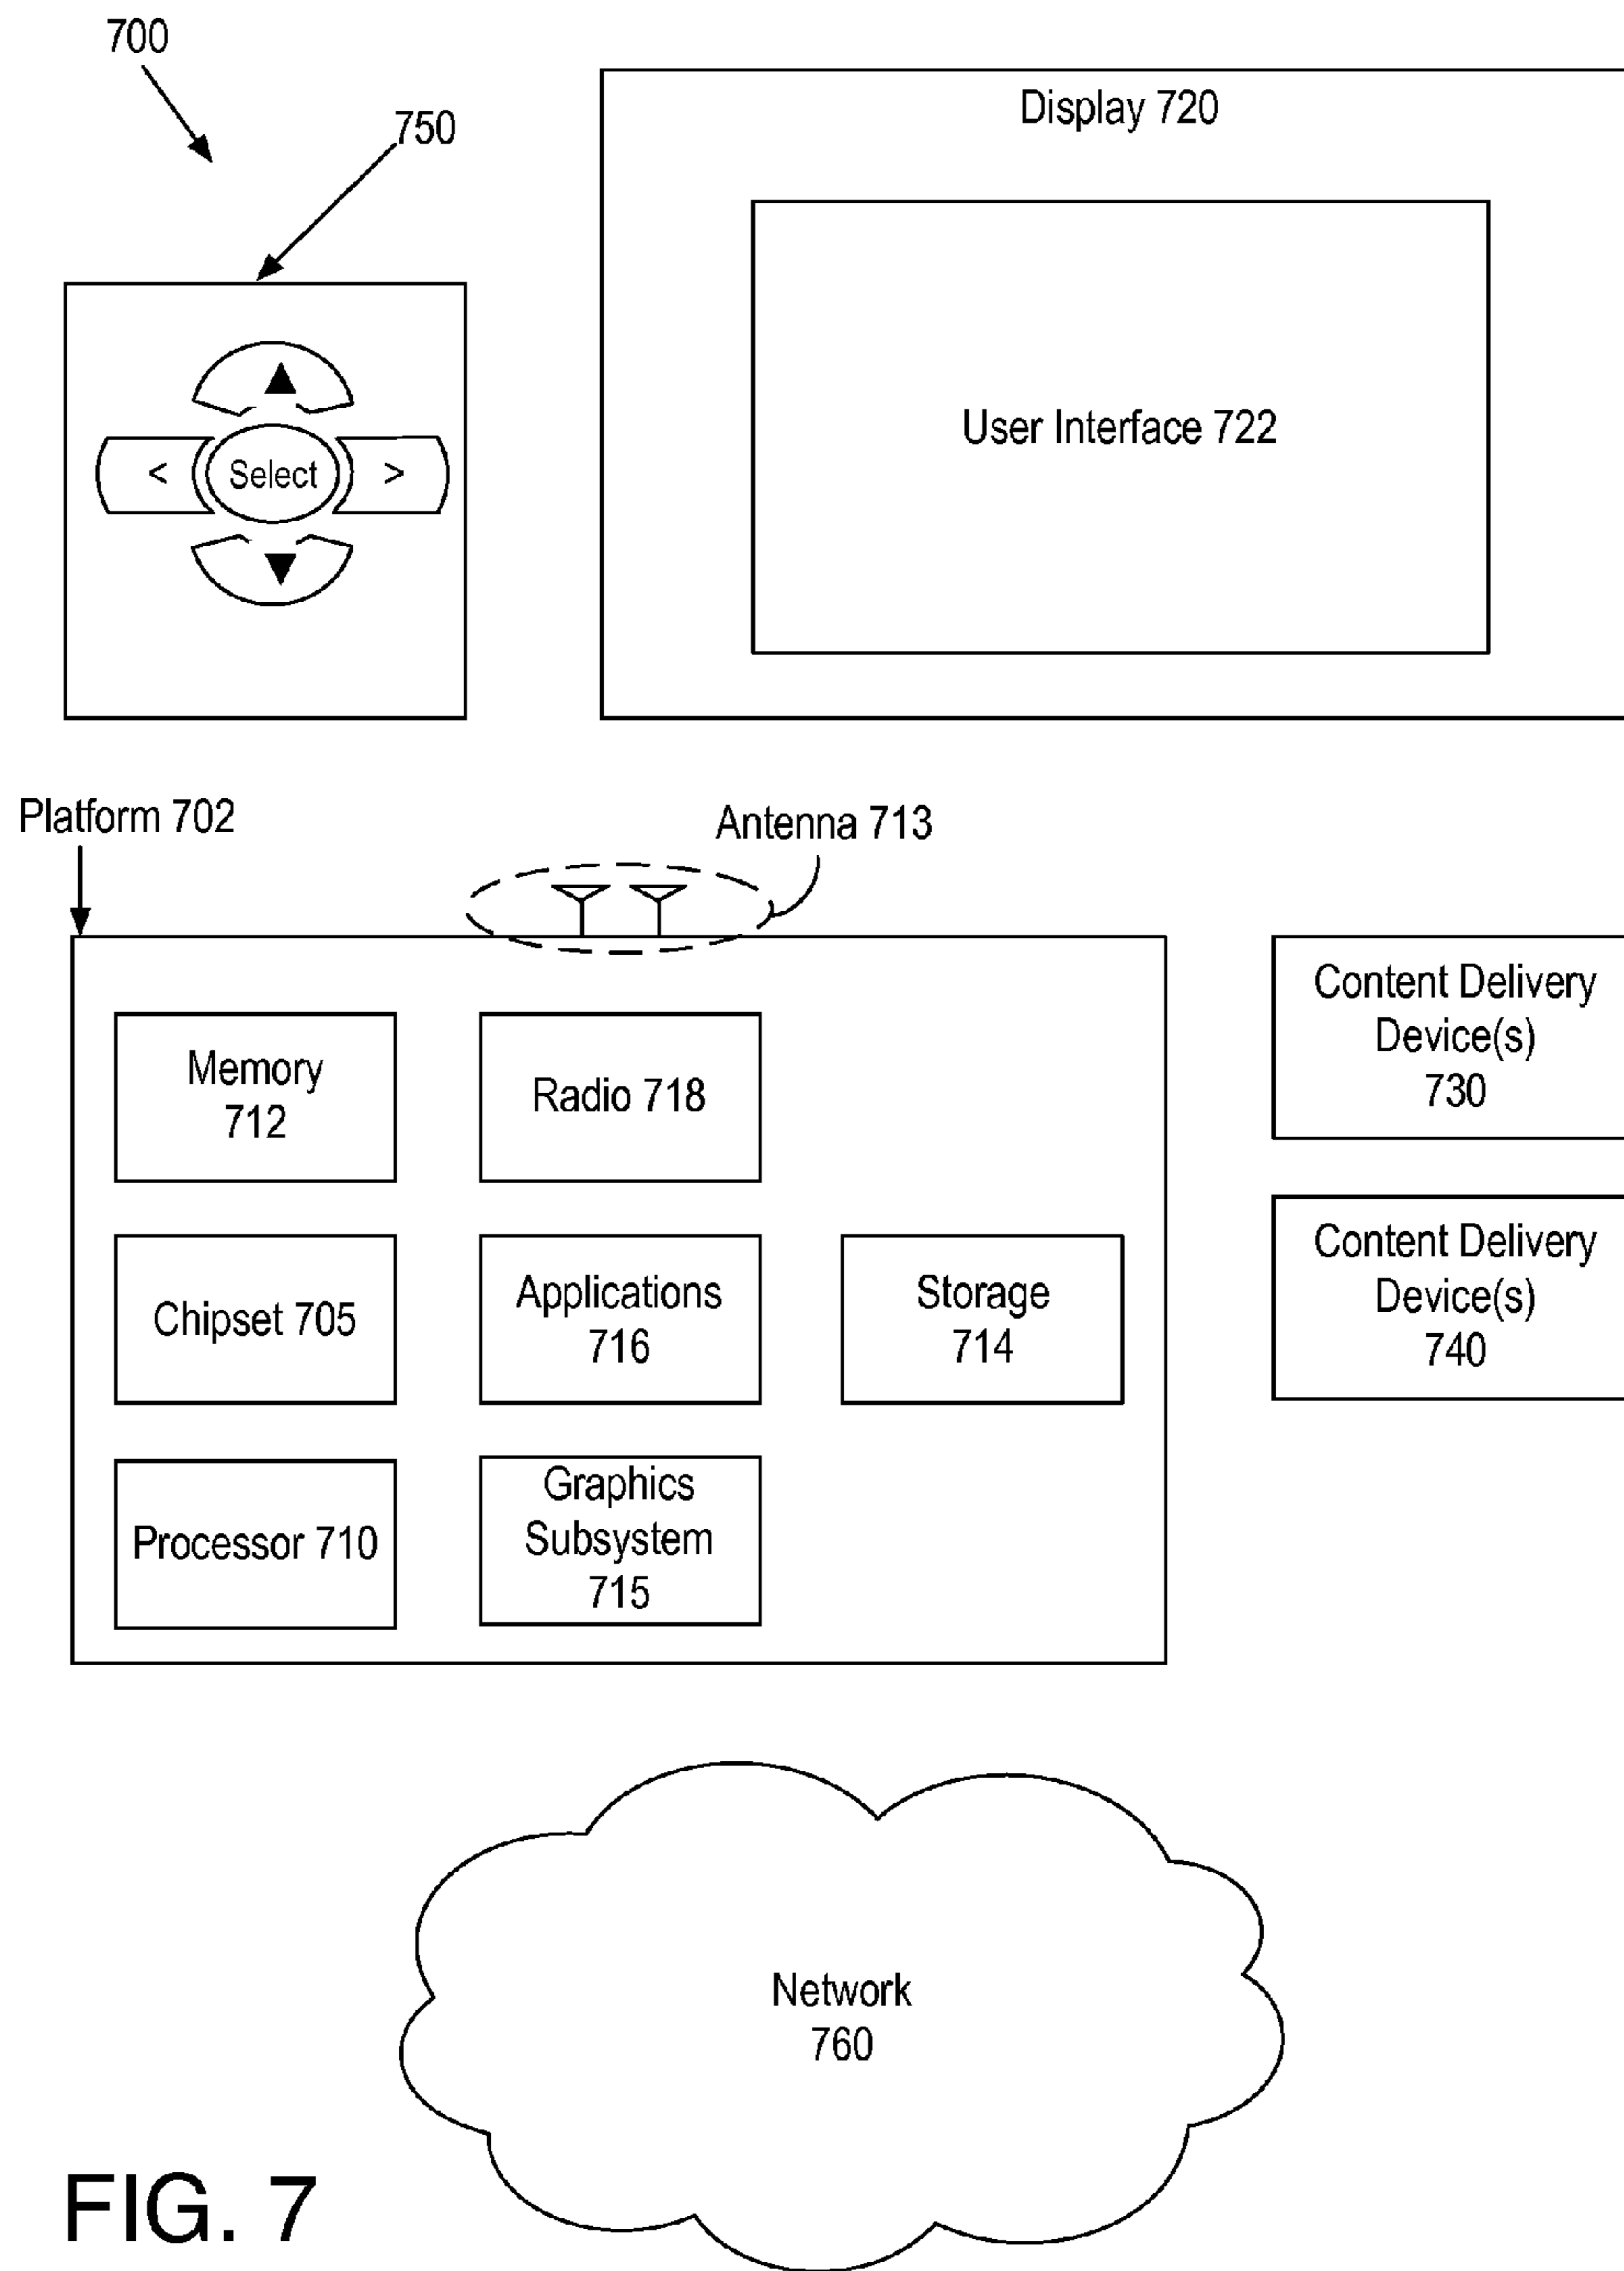 700
750
Display 720
User Interface 722
<
Select
>
Platform 702
Antenna 713
Memory
712
Radio 718
Chipset 705
Applications
716
Storage
714
Processor 710
Graphics
Subsystem
715
Content Delivery
Device(s)
730
Content Delivery
Device(s)
740
Network
760
FIG. 7